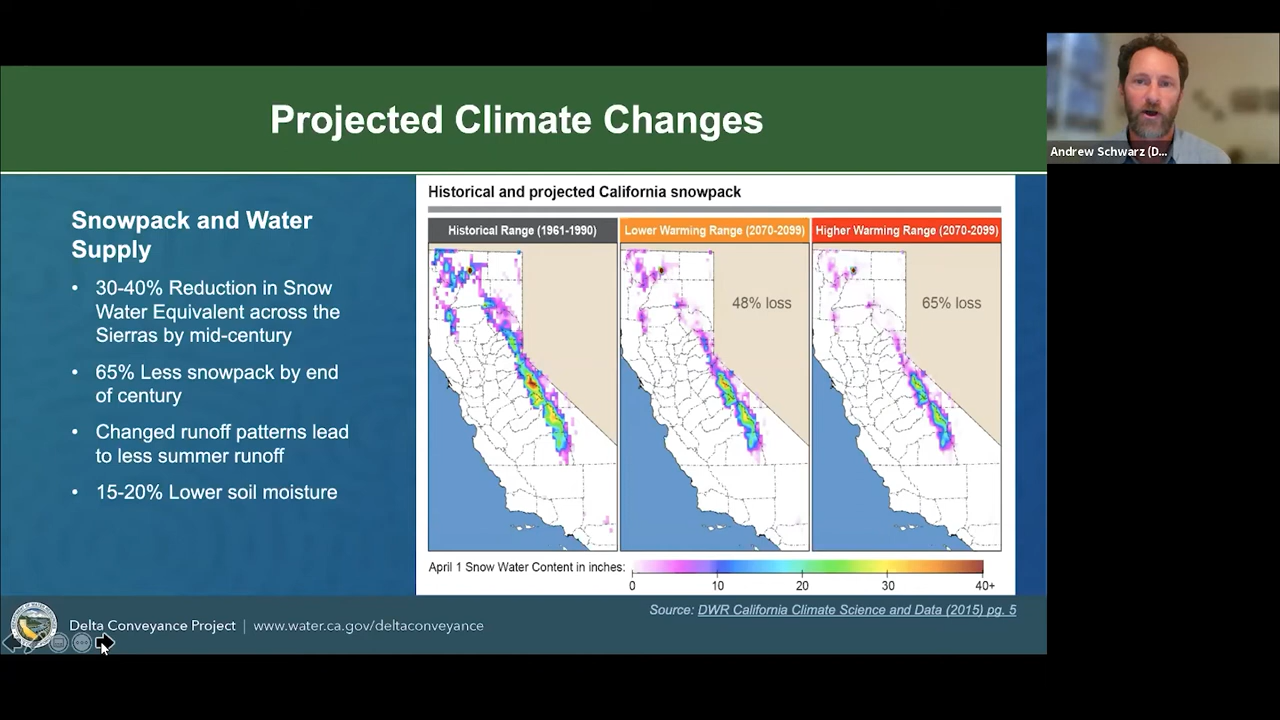 Projected Climate Changes
Andrew Schwarz (D...
Snowpack and Water
Supply
• 30-40% Reduction in Snow
Water Equivalent across the
Sierras by mid-century
• 65% Less snowpack by end
of century
• Changed runoff patterns lead
to less summer runoff
• 15-20% Lower soil moisture
Historical and projected California snowpack
Historical Range (1961-1990)
Lower Warming Range (2070-2099)
Higher Warming Range (2070-2099)
48% loss
65% loss
April 1 Snow Water Content in inches:
0 10 20 30 40+
Source: DWR California Climate Science and Data (2015) pg. 5
Delta Conveyance Project | www.water.ca.gov/deltaconveyance